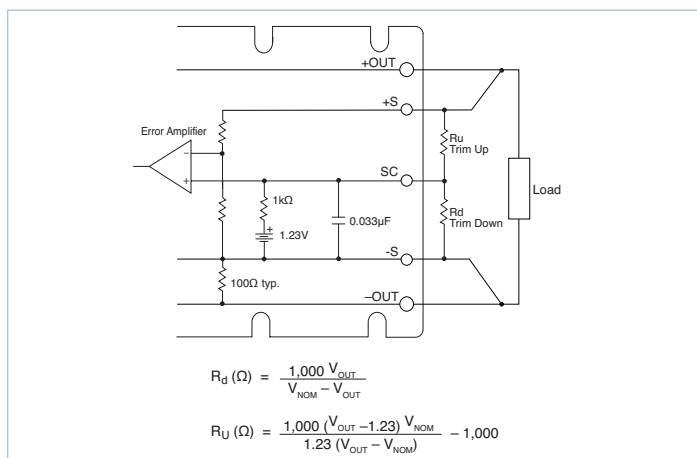 +OUT
+S
Error Amplifier
Ru
Trim Up
−
+
SC
1kΩ
+
1.23V
0.033µF
Rd
Trim Down
Load
-S
100Ω typ.
–OUT
R_d (Ω) = 1,000 V_OUT / V_NOM – V_OUT
R_U (Ω) = 1,000 (V_OUT –1.23) V_NOM / 1.23 (V_OUT – V_NOM) – 1,000